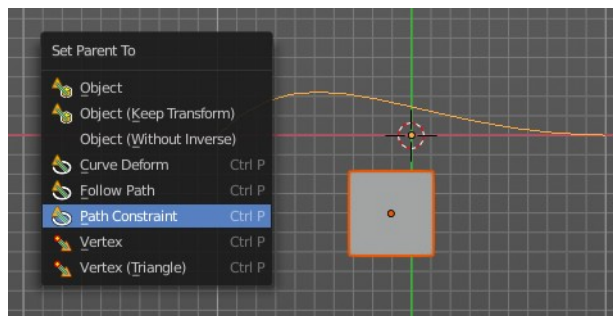 Set Parent To
Object
Object (Keep Transform)
Object (Without Inverse)
Curve Deform Ctrl P
Follow Path Ctrl P
Path Constraint Ctrl P
Vertex Ctrl P
Vertex (Triangle) Ctrl P